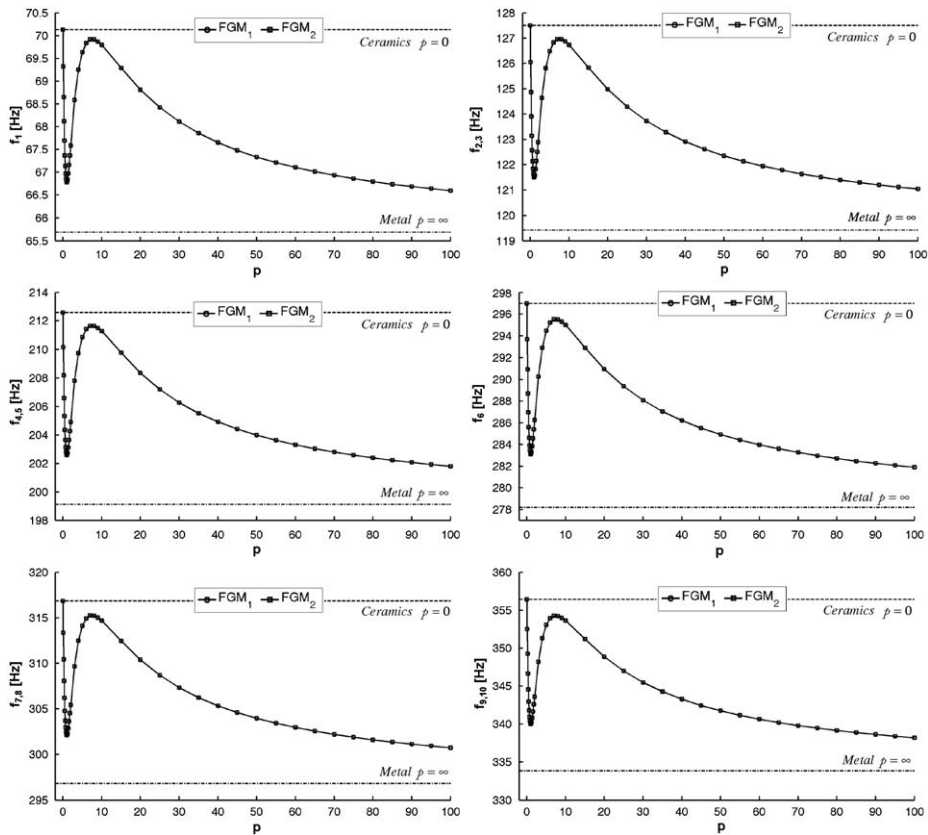 70.5
70
69.5
69
68.5
68
67.5
67
66.5
66
65.5
f1 [Hz]
FGM1 FGM2
Ceramics p = 0
Metal p = ∞
0 10 20 30 40 50 60 70 80 90 100
p
128
127
126
125
124
123
122
121
120
119
f2,3 [Hz]
FGM1 FGM2
Ceramics p = 0
Metal p = ∞
0 10 20 30 40 50 60 70 80 90 100
p
214
212
210
208
206
204
202
200
198
f4,5 [Hz]
FGM1 FGM2
Ceramics p = 0
Metal p = ∞
0 10 20 30 40 50 60 70 80 90 100
p
298
296
294
292
290
288
286
284
282
280
278
f6 [Hz]
FGM1 FGM2
Ceramics p = 0
Metal p = ∞
0 10 20 30 40 50 60 70 80 90 100
p
320
315
310
305
300
295
f7,8 [Hz]
FGM1 FGM2
Ceramics p = 0
Metal p = ∞
0 10 20 30 40 50 60 70 80 90 100
p
360
355
350
345
340
335
330
f9,10 [Hz]
FGM1 FGM2
Ceramics p = 0
Metal p = ∞
0 10 20 30 40 50 60 70 80 90 100
p